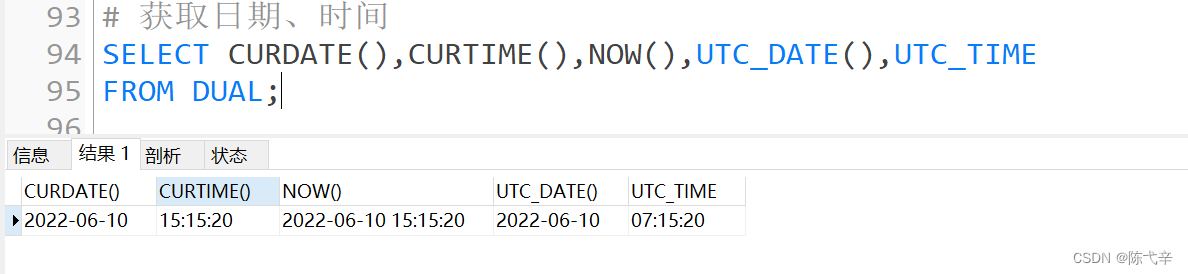 93 # 获取日期、时间
94 SELECT CURDATE(),CURTIME(),NOW(),UTC_DATE(),UTC_TIME
95 FROM DUAL;
96
信息 结果 1 剖析 状态
CURDATE() CURTIME() NOW() UTC_DATE() UTC_TIME
2022-06-10 15:15:20 2022-06-10 15:15:20 2022-06-10 07:15:20
CSDN @陈弋辛